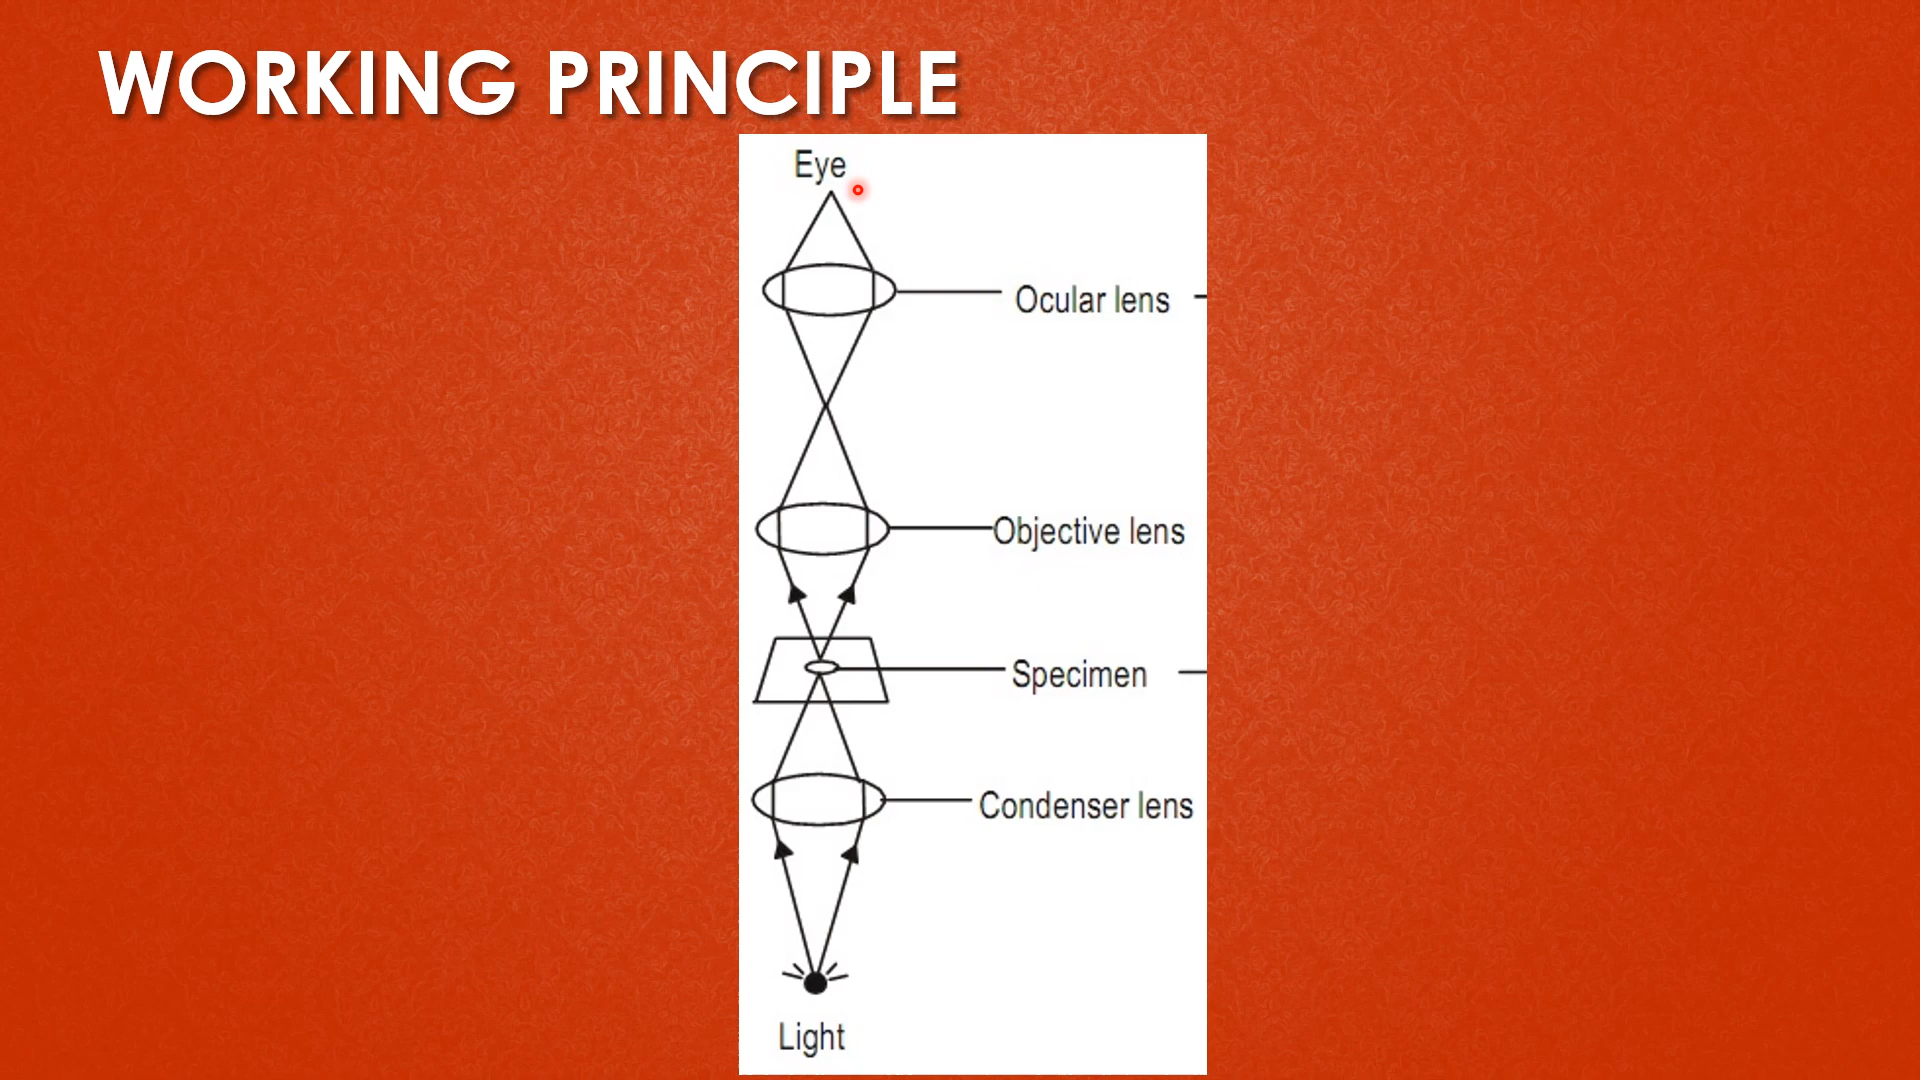 WORKING PRINCIPLE
Eye
Ocular lens
Objective lens
Specimen
Condenser lens
Light